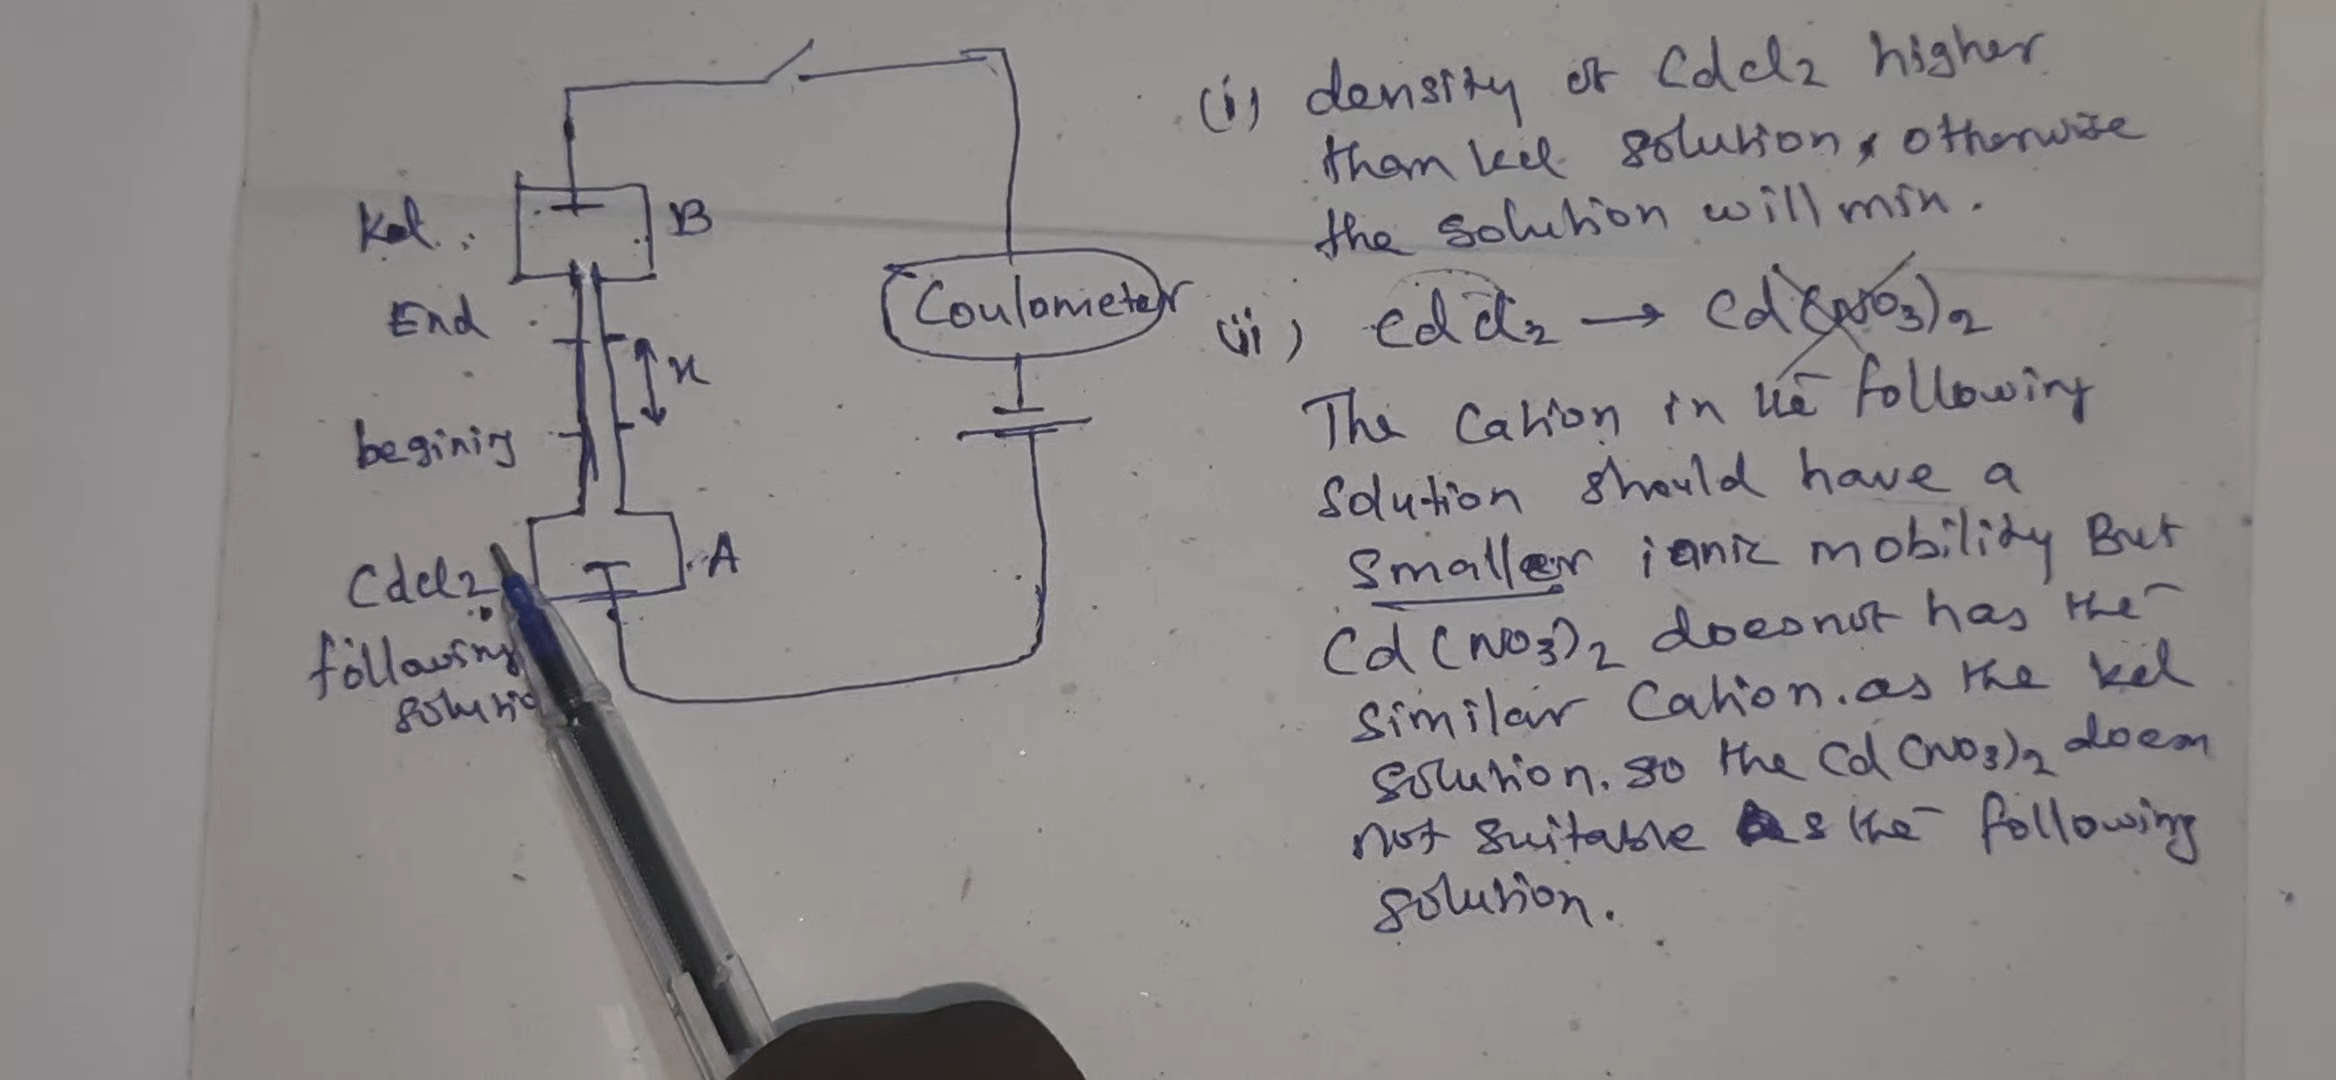 Kcl
B
End
x
begining
Cdcl2
A
following
solutio
Coulometer
(i) density of Cdcl2 higher
than kcl solution, otherwise
the solution will mix.
(ii) Cdcl2 → Cd(NO3)2
The Cation in the following
solution should have a
smaller ionic mobility But
Cd(NO3)2 doesnot has the
similar Cation. as the kcl
solution. so the Cd(NO3)2 does
not suitable as the following
solution.